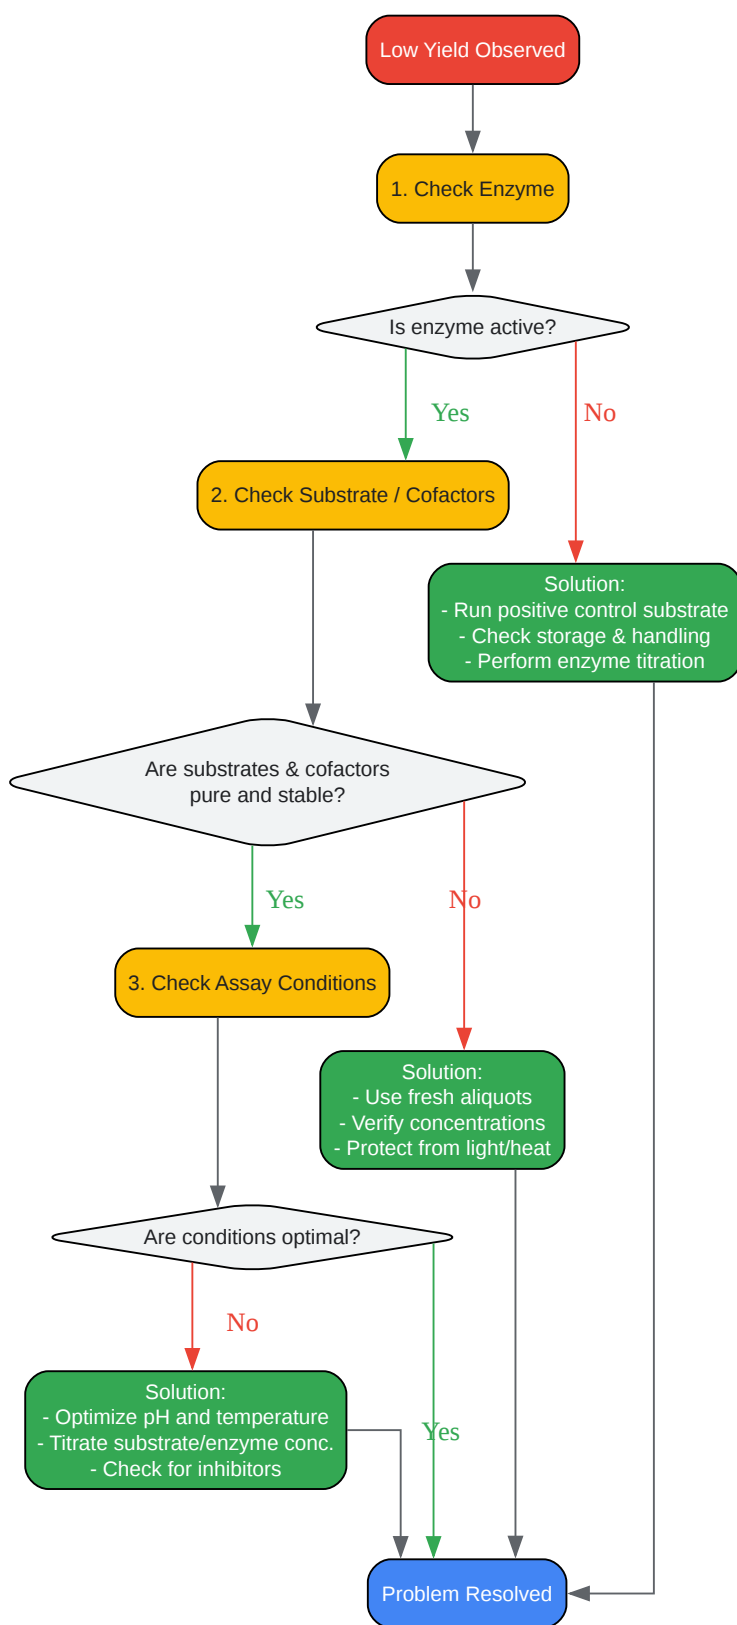 Low Yield Observed
1. Check Enzyme
Is enzyme active?
Yes
No
2. Check Substrate / Cofactors
Solution:
- Run positive control substrate
- Check storage & handling
- Perform enzyme titration
Are substrates & cofactors
pure and stable?
Yes
No
3. Check Assay Conditions
Solution:
- Use fresh aliquots
- Verify concentrations
- Protect from light/heat
Are conditions optimal?
No
Solution:
- Optimize pH and temperature
- Titrate substrate/enzyme conc.
- Check for inhibitors
Yes
Problem Resolved